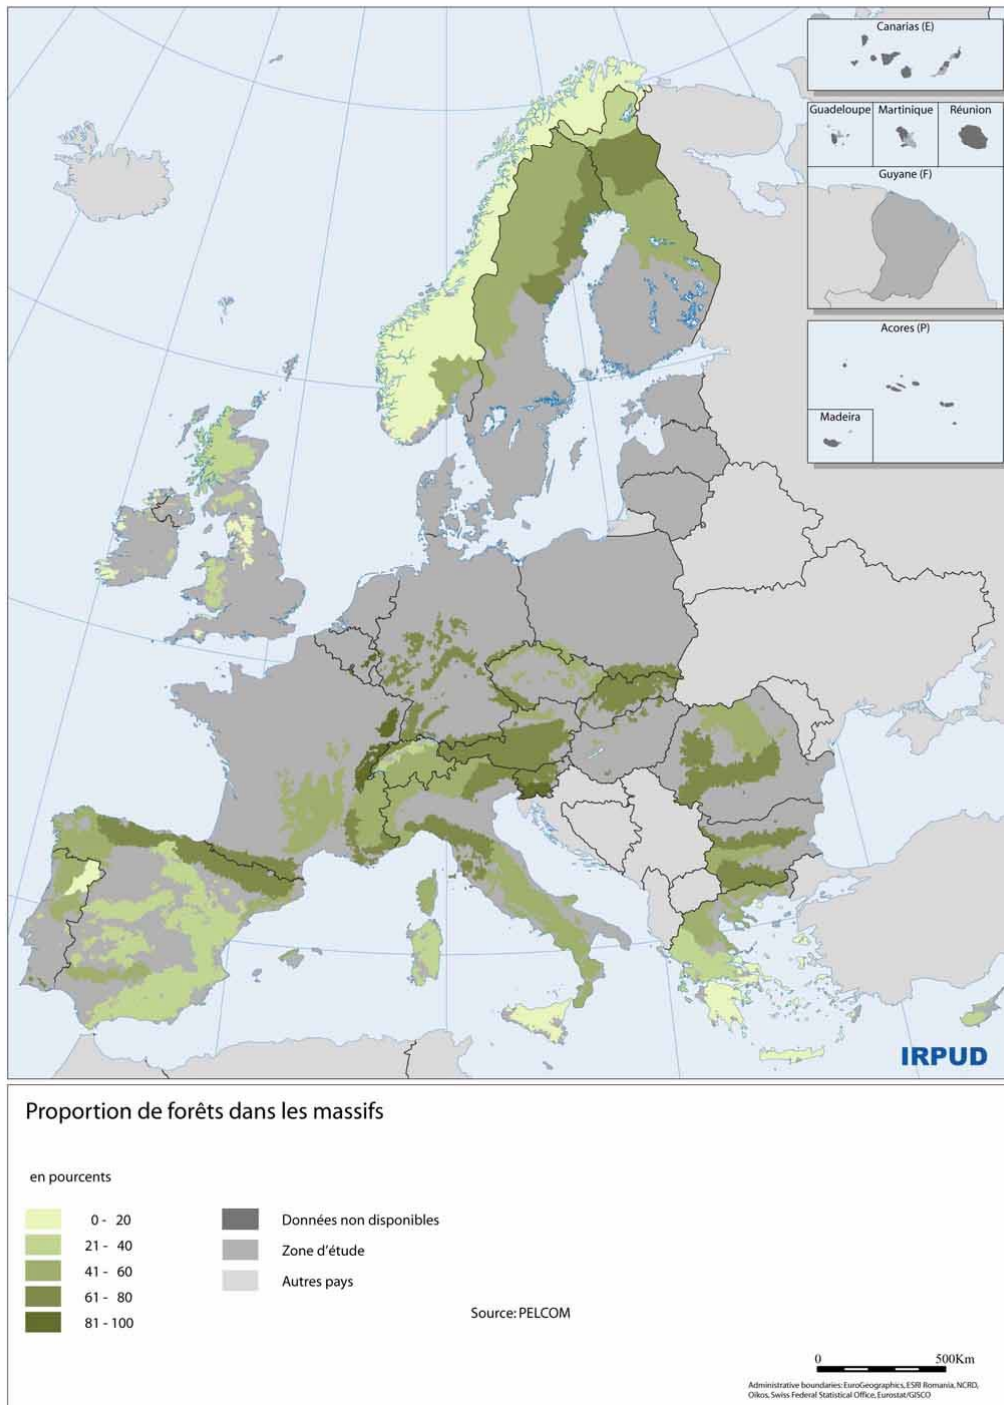 Canarias (E)
Guadeloupe
Martinique
Réunion
Guyane (F)
Acores (P)
Madeira
IRPUD
Proportion de forêts dans les massifs
en pourcents
0 - 20
21 - 40
41 - 60
61 - 80
81 - 100
Données non disponibles
Zone d'étude
Autres pays
Source: PELCOM
0 500Km
Administrative boundaries: EuroGeographics, ESRI Romania, NCRD,
Oikos, Swiss Federal Statistical Office, Eurostat/GISCO